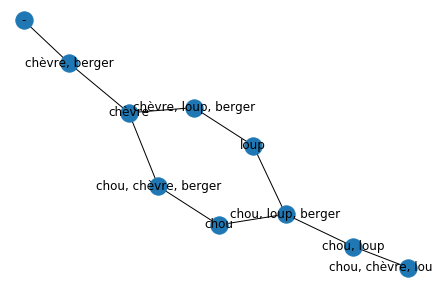 -
chèvre, berger
chèvre
chèvre, loup, berger
loup
chou, chèvre, berger
chou
chou, loup, berger
chou, loup
chou, chèvre, lou